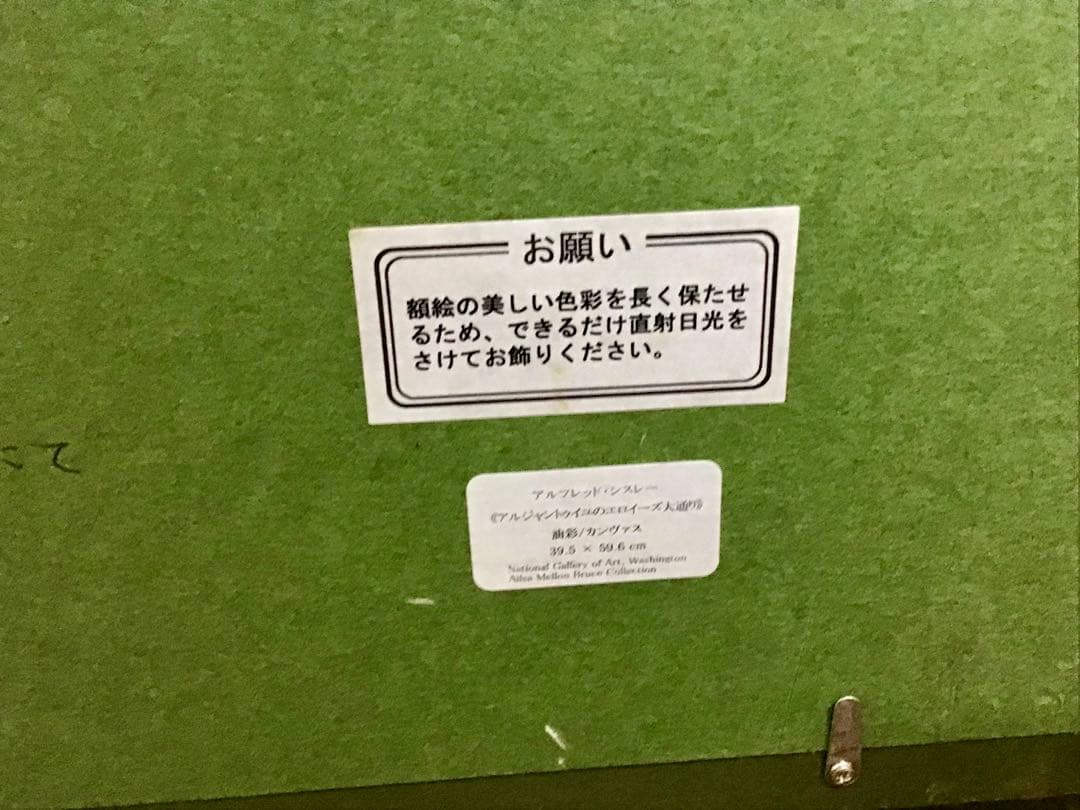 お願い
額絵の美しい色彩を長く保たせ
るため、できるだけ直射日光を
さけてお飾りください。
にて
アルフレッド・シスレー
《アルジャントゥイユのエロイーズ大通り》
油彩/カンヴァス
39.5 × 59.6 cm
National Gallery of Art, Washington
Ailsa Mellon Bruce Collection